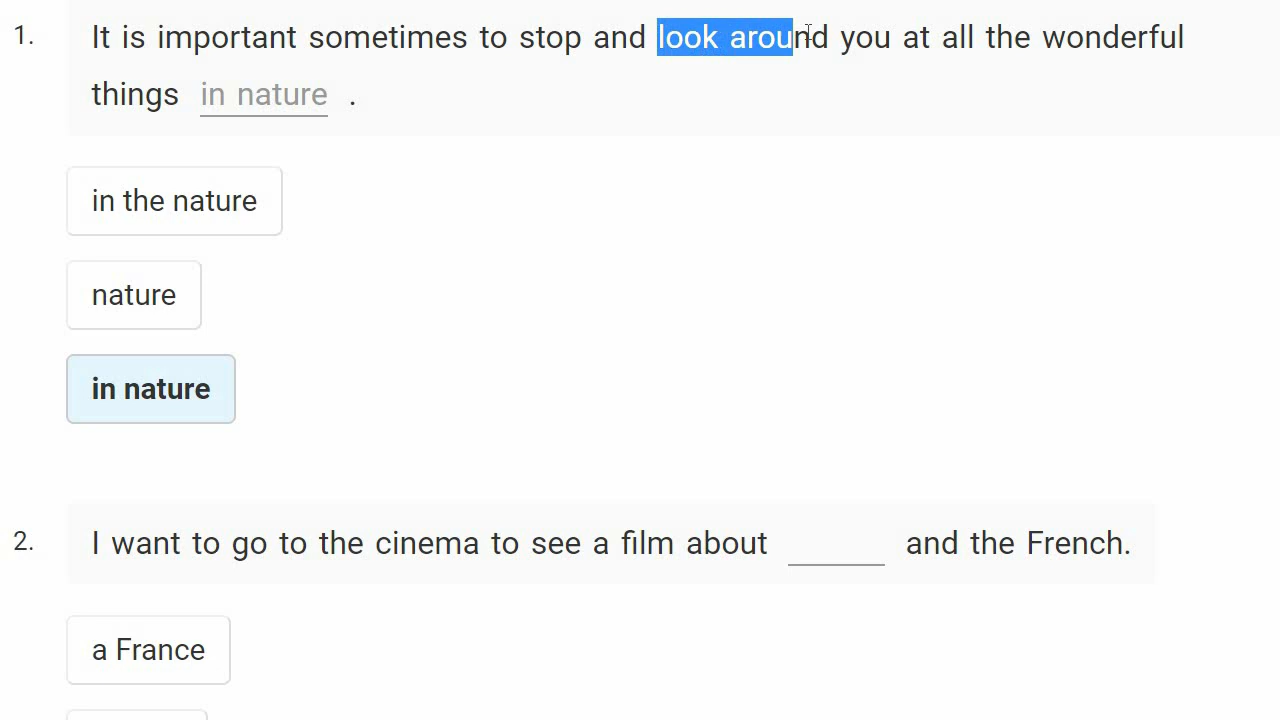 1. It is important sometimes to stop and look around you at all the wonderful
things in nature .
in the nature
nature
in nature
2. I want to go to the cinema to see a film about ______ and the French.
a France